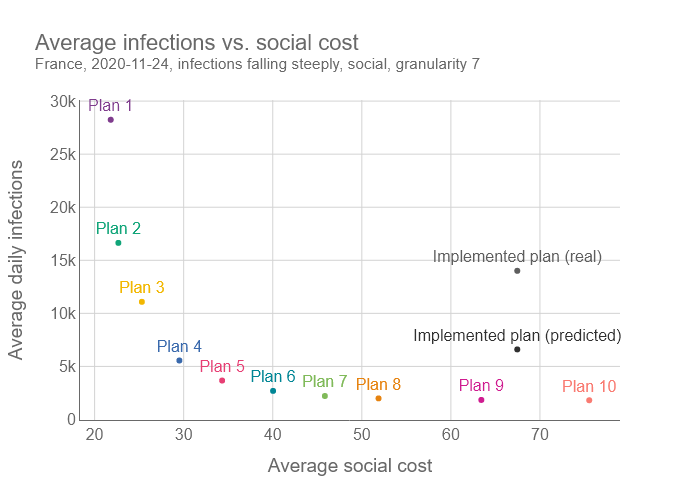 Average infections vs. social cost
France, 2020-11-24, infections falling steeply, social, granularity 7
Average daily infections
30k
25k
20k
15k
10k
5k
0
Plan 1
Plan 2
Plan 3
Plan 4
Plan 5
Plan 6
Plan 7
Plan 8
Plan 9
Plan 10
Implemented plan (real)
Implemented plan (predicted)
20 30 40 50 60 70
Average social cost